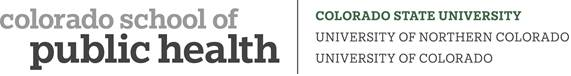 colorado school of
public health
COLORADO STATE UNIVERSITY
UNIVERSITY OF NORTHERN COLORADO
UNIVERSITY OF COLORADO